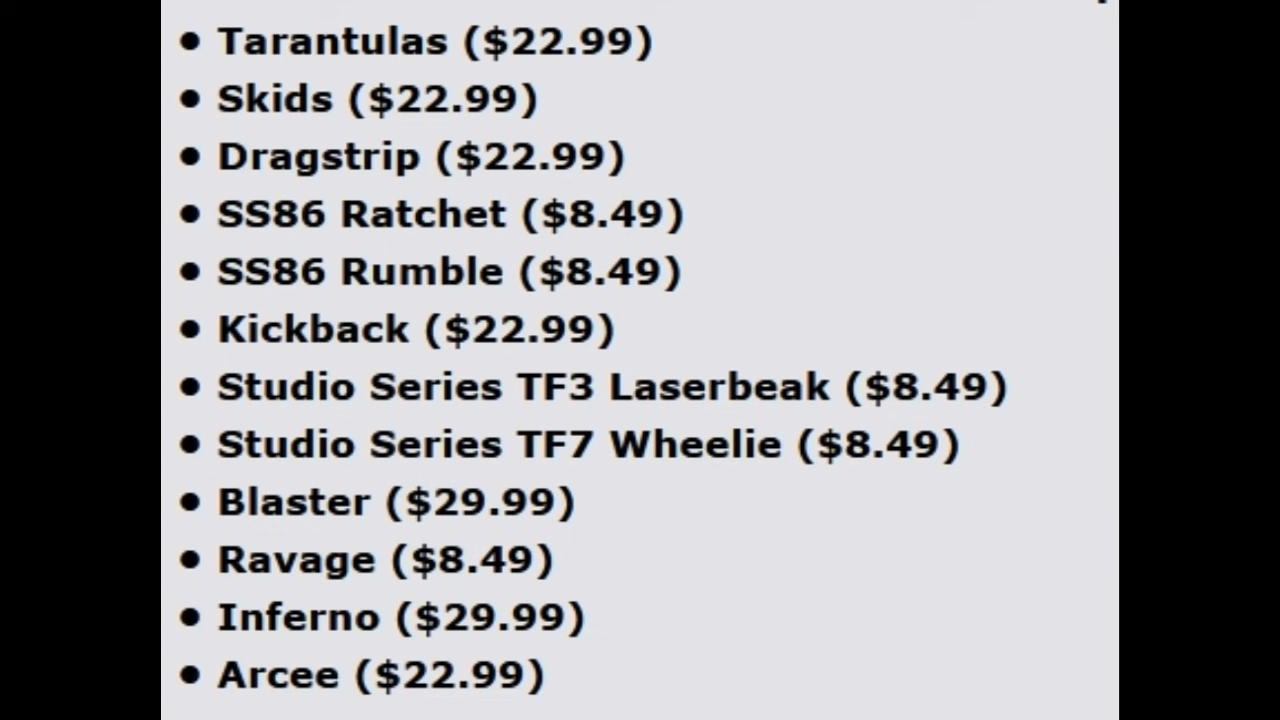 • Tarantulas ($22.99)
• Skids ($22.99)
• Dragstrip ($22.99)
• SS86 Ratchet ($8.49)
• SS86 Rumble ($8.49)
• Kickback ($22.99)
• Studio Series TF3 Laserbeak ($8.49)
• Studio Series TF7 Wheelie ($8.49)
• Blaster ($29.99)
• Ravage ($8.49)
• Inferno ($29.99)
• Arcee ($22.99)